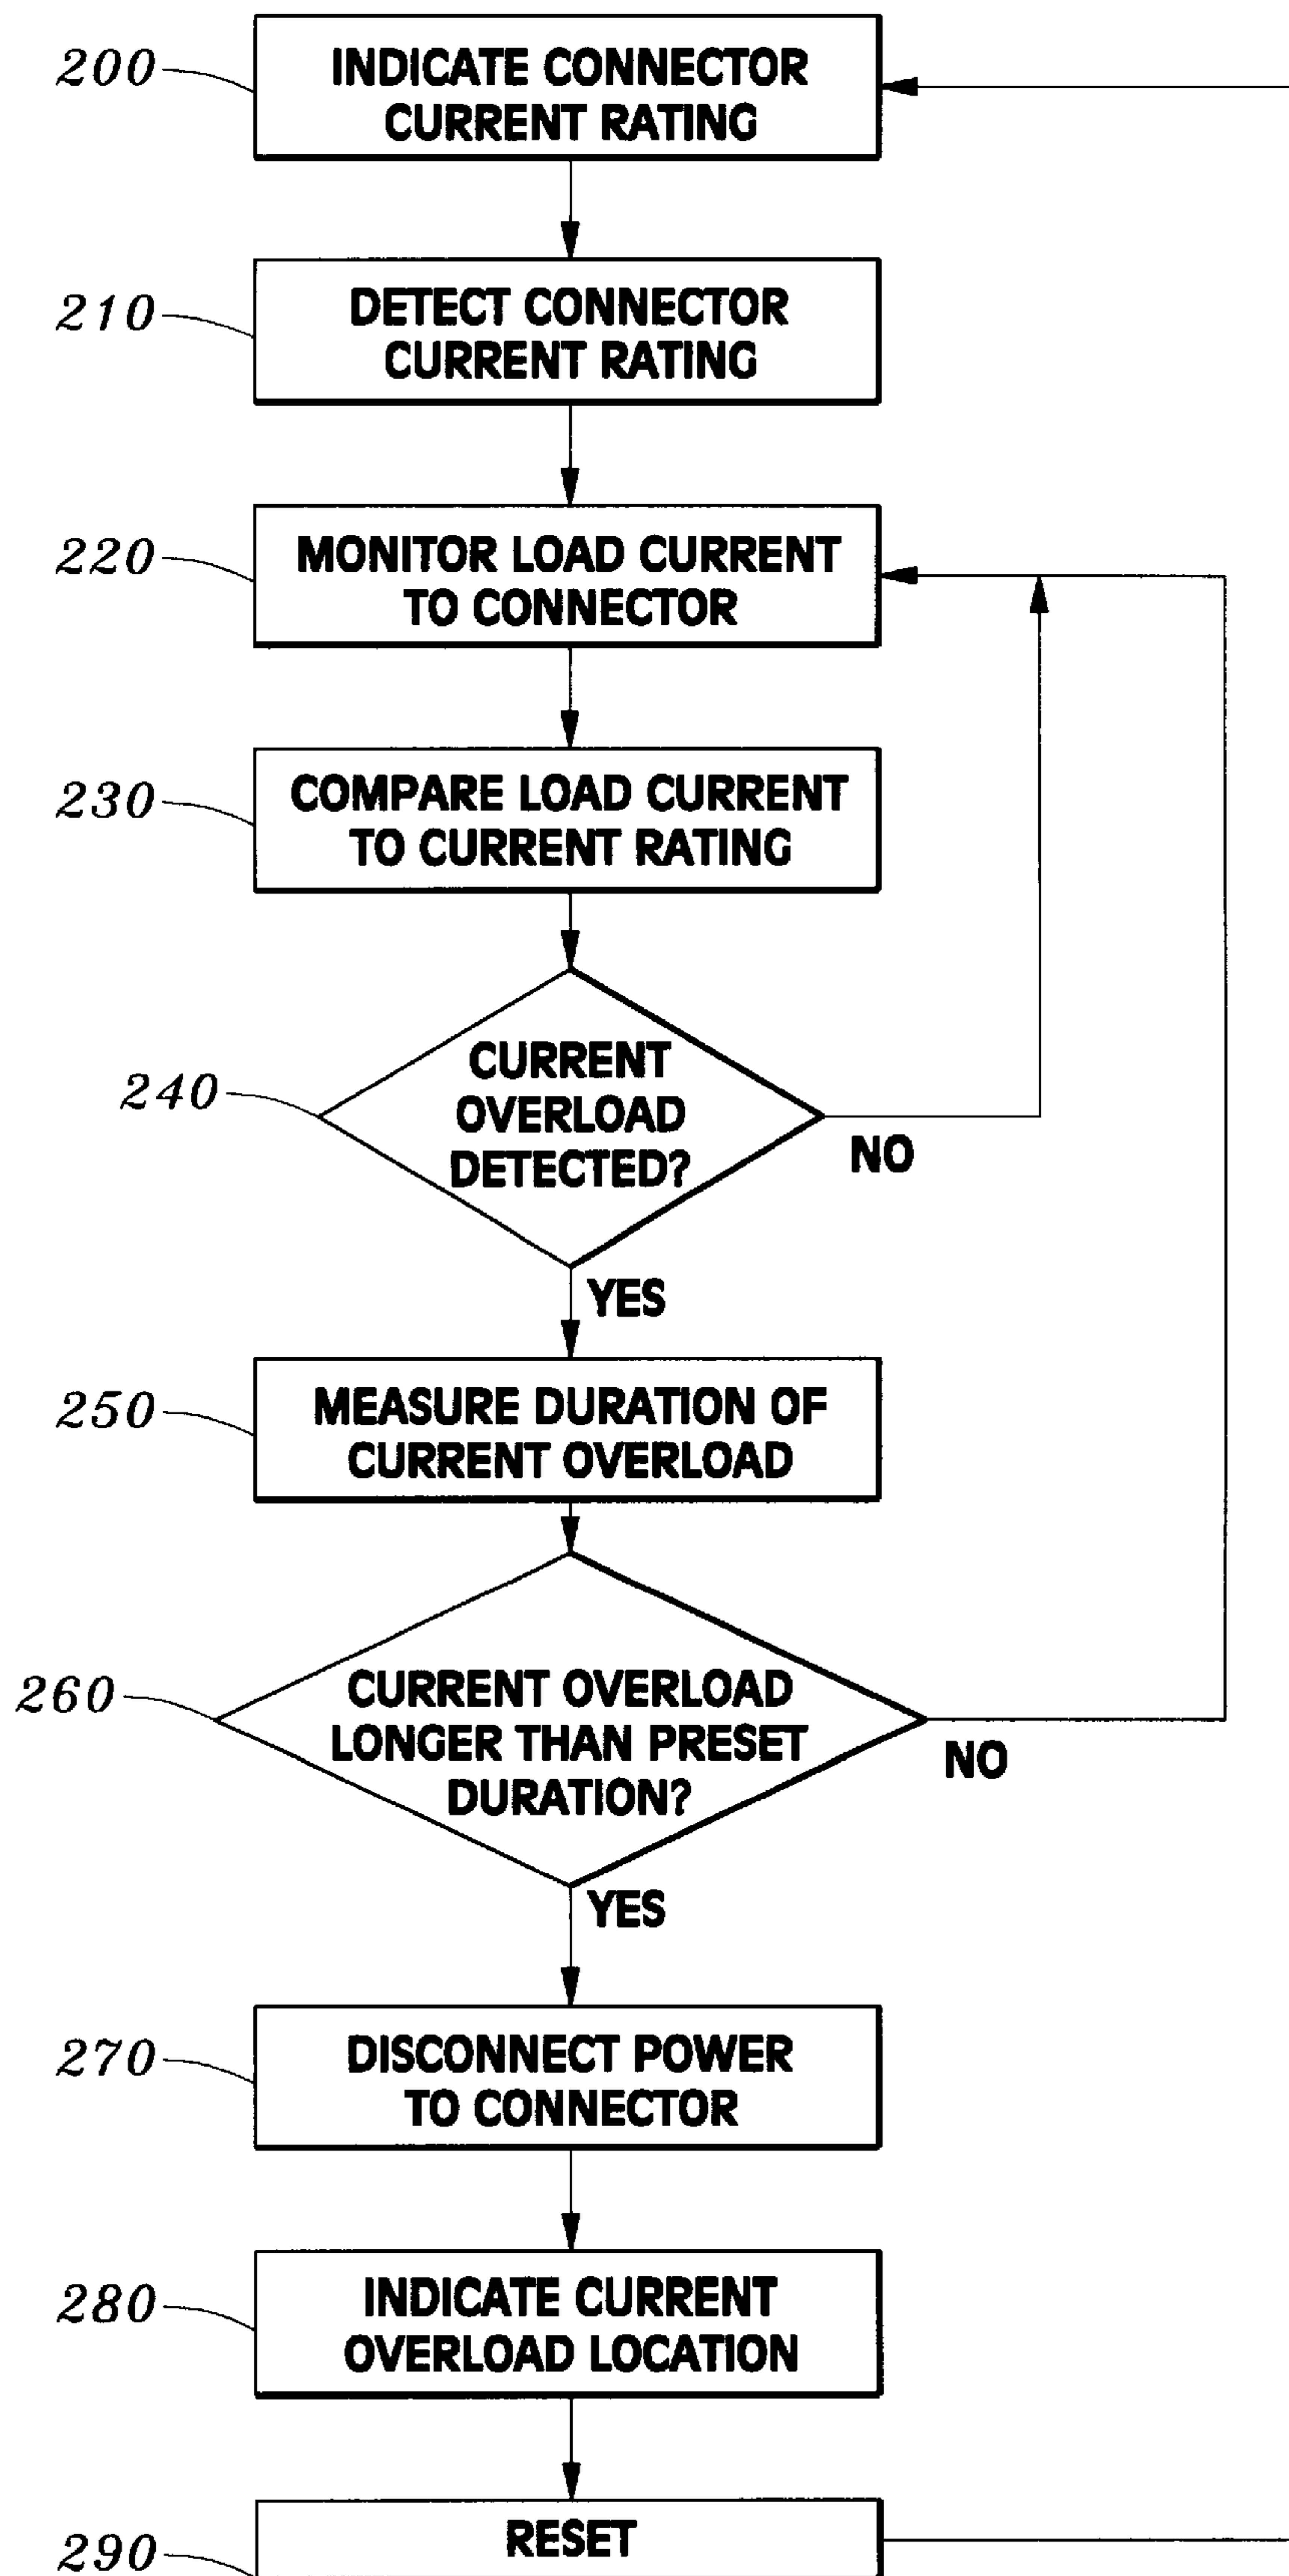 200
INDICATE CONNECTOR
CURRENT RATING
210
DETECT CONNECTOR
CURRENT RATING
220
MONITOR LOAD CURRENT
TO CONNECTOR
230
COMPARE LOAD CURRENT
TO CURRENT RATING
240
CURRENT
OVERLOAD
DETECTED?
NO
YES
250
MEASURE DURATION OF
CURRENT OVERLOAD
260
CURRENT OVERLOAD
LONGER THAN PRESET
DURATION?
NO
YES
270
DISCONNECT POWER
TO CONNECTOR
280
INDICATE CURRENT
OVERLOAD LOCATION
290
RESET